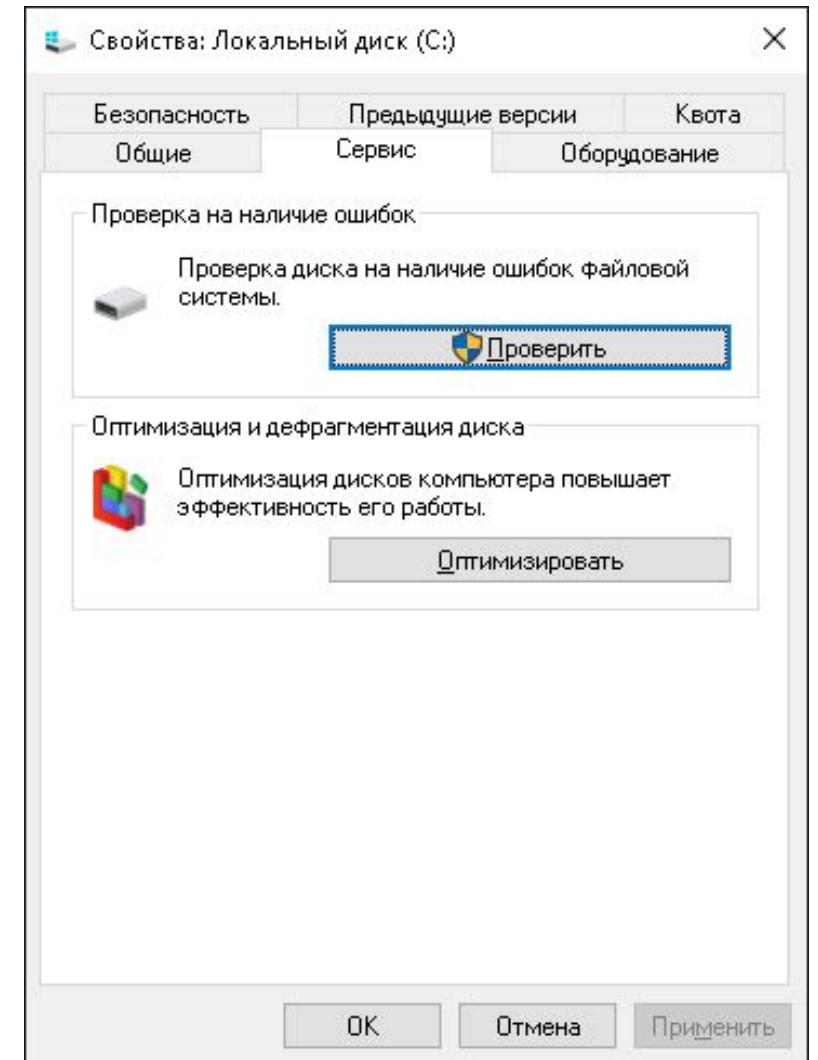 Свойства: Локальный диск (C:)
Безопасность Предыдущие версии Квота
Общие Сервис Оборудование
Проверка на наличие ошибок
Проверка диска на наличие ошибок файловой
системы.
Проверить
Оптимизация и дефрагментация диска
Оптимизация дисков компьютера повышает
эффективность его работы.
Оптимизировать
OK Отмена Применить